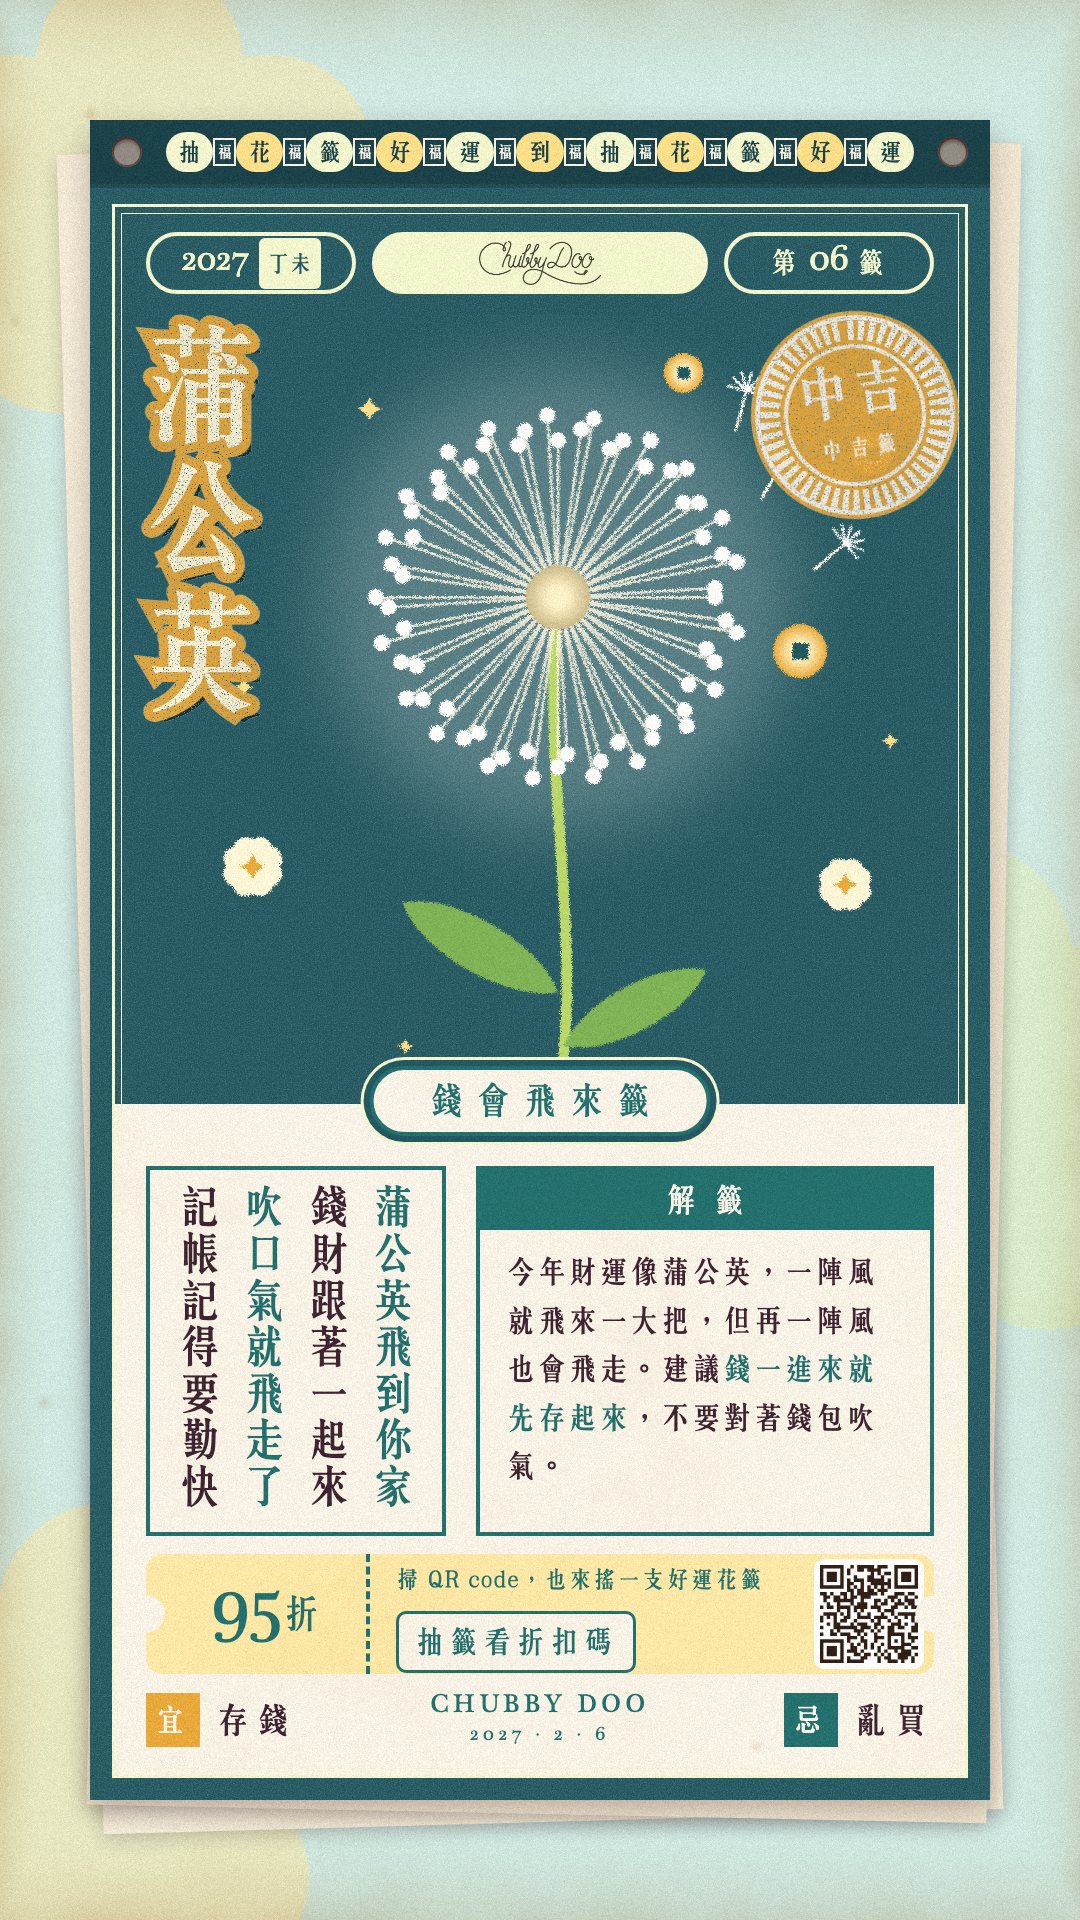 抽福花福籤福好福運福到福抽福花福籤福好福運
2027 丁未
ChubbyDoo
第 06 籤
蒲公英
中吉
中吉籤
錢會飛來籤
蒲公英飛到你家
錢財跟著一起來
吹口氣就飛走了
記帳記得要勤快
解籤
今年財運像蒲公英，一陣風
就飛來一大把，但再一陣風
也會飛走。建議錢一進來就
先存起來，不要對著錢包吹
氣。
95折
掃 QR code，也來搖一支好運花籤
抽籤看折扣碼
宜 存錢
CHUBBY DOO
2027 · 2 · 6
忌 亂買